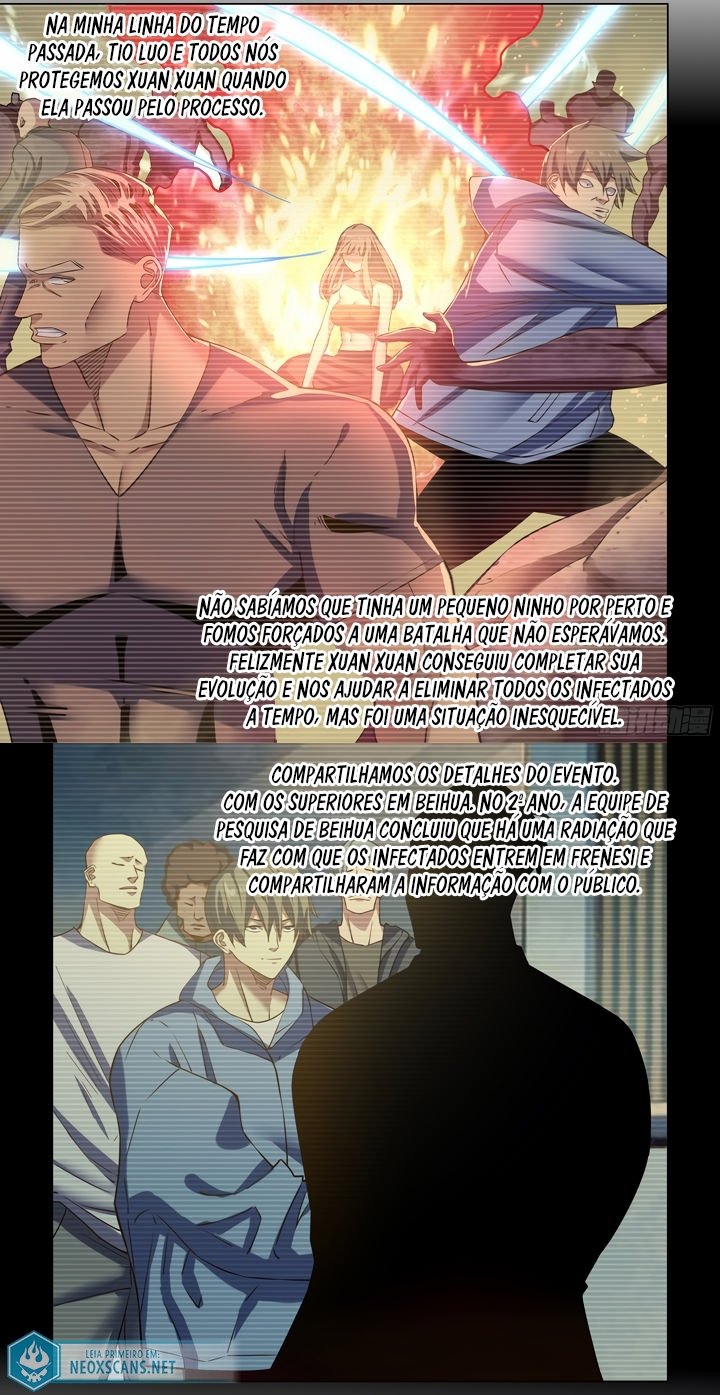 NA MINHA LINHA DO TEMPO
PASSADA, TIO LUO E TODOS NÓS
PROTEGEMOS XUAN XUAN QUANDO
ELA PASSOU PELO PROCESSO.
NÃO SABÍAMOS QUE TINHA UM PEQUENO NINHO POR PERTO E
FOMOS FORÇADOS A UMA BATALHA QUE NÃO ESPERÁVAMOS.
FELIZMENTE XUAN XUAN CONSEGUIU COMPLETAR SUA
EVOLUÇÃO E NOS AJUDAR A ELIMINAR TODOS OS INFECTADOS
A TEMPO, MAS FOI UMA SITUAÇÃO INESQUECÍVEL.
COMPARTILHAMOS OS DETALHES DO EVENTO.
COM OS SUPERIORES EM BEIHUA. NO 2º ANO, A EQUIPE DE
PESQUISA DE BEIHUA CONCLUIU QUE HÁ UMA RADIAÇÃO QUE
FAZ COM QUE OS INFECTADOS ENTREM EM FRENESI E
COMPARTILHARAM A INFORMAÇÃO COM O PÚBLICO.
LEIA PRIMEIRO EM:
NEOXSCANS.NET